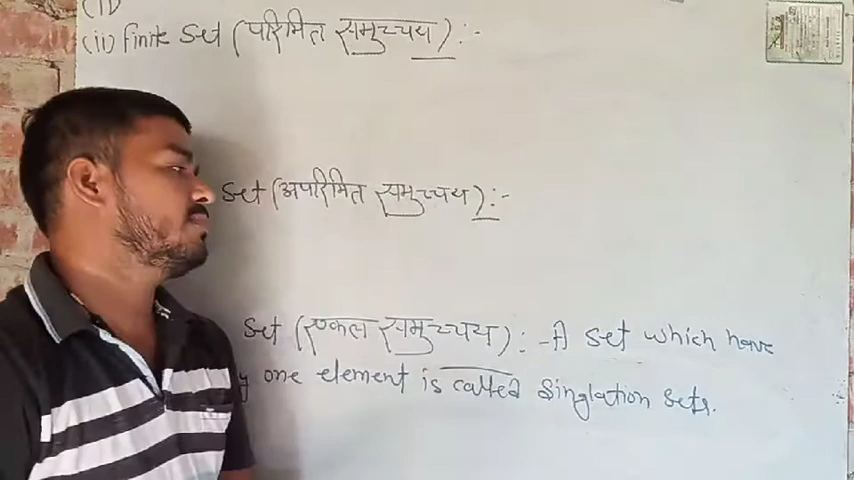 (ii) finite set (परिमित समुच्चय) :-
set (अपरिमित समुच्चय) :-
set (एकल समुच्चय) : - A set which have
y one element is called singlation sets.